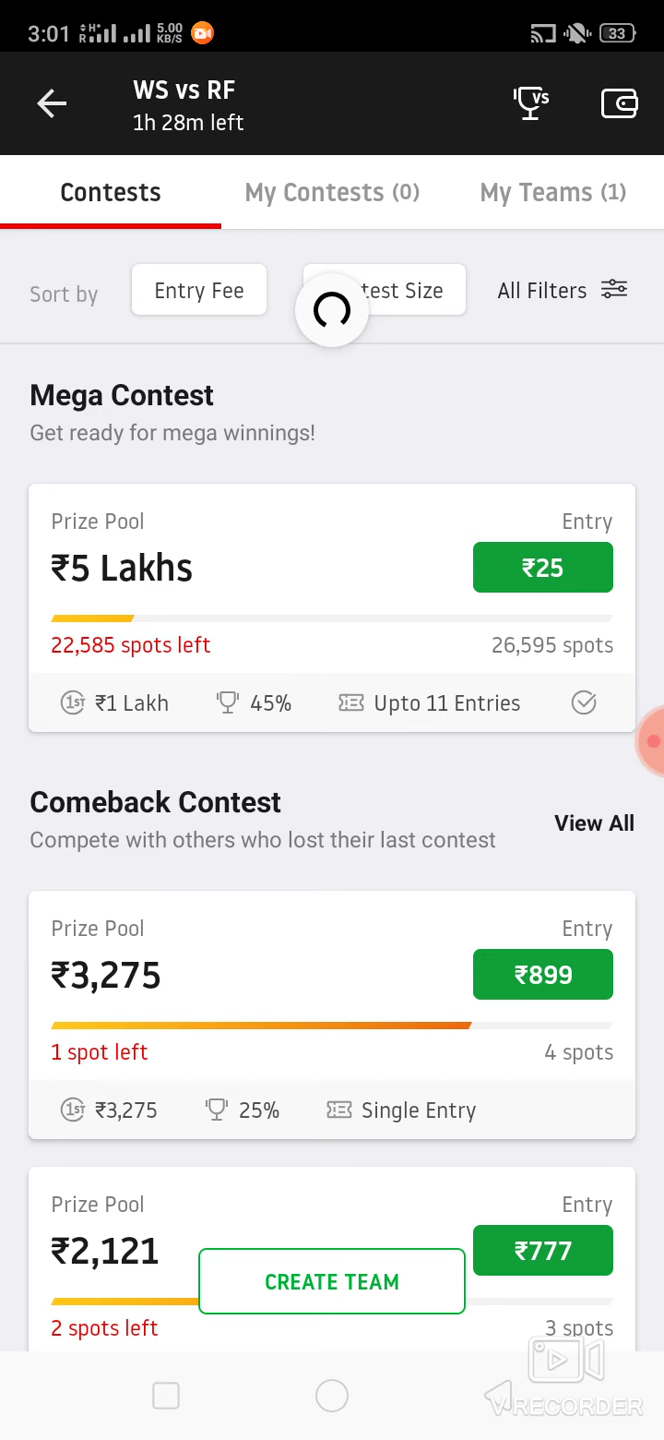 3:01 R H+ 5.00 KB/S 33
WS vs RF
1h 28m left
VS
Contests My Contests (0) My Teams (1)
Sort by Entry Fee test Size All Filters
Mega Contest
Get ready for mega winnings!
Prize Pool Entry
₹5 Lakhs ₹25
22,585 spots left 26,595 spots
1ST ₹1 Lakh 45% Upto 11 Entries
Comeback Contest
View All
Compete with others who lost their last contest
Prize Pool Entry
₹3,275 ₹899
1 spot left 4 spots
1ST ₹3,275 25% Single Entry
Prize Pool Entry
₹2,121 ₹777
CREATE TEAM
2 spots left 3 spots
VRECORDER